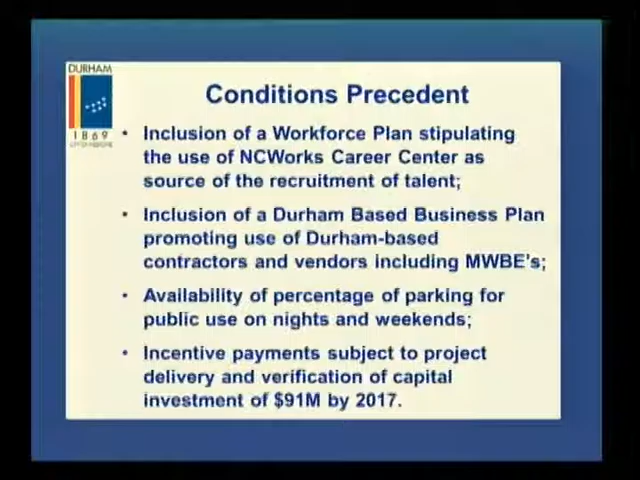 DURHAM
1869
CITY OF MEDICINE
Conditions Precedent
• Inclusion of a Workforce Plan stipulating
the use of NCWorks Career Center as
source of the recruitment of talent;
• Inclusion of a Durham Based Business Plan
promoting use of Durham-based
contractors and vendors including MWBE's;
• Availability of percentage of parking for
public use on nights and weekends;
• Incentive payments subject to project
delivery and verification of capital
investment of $91M by 2017.